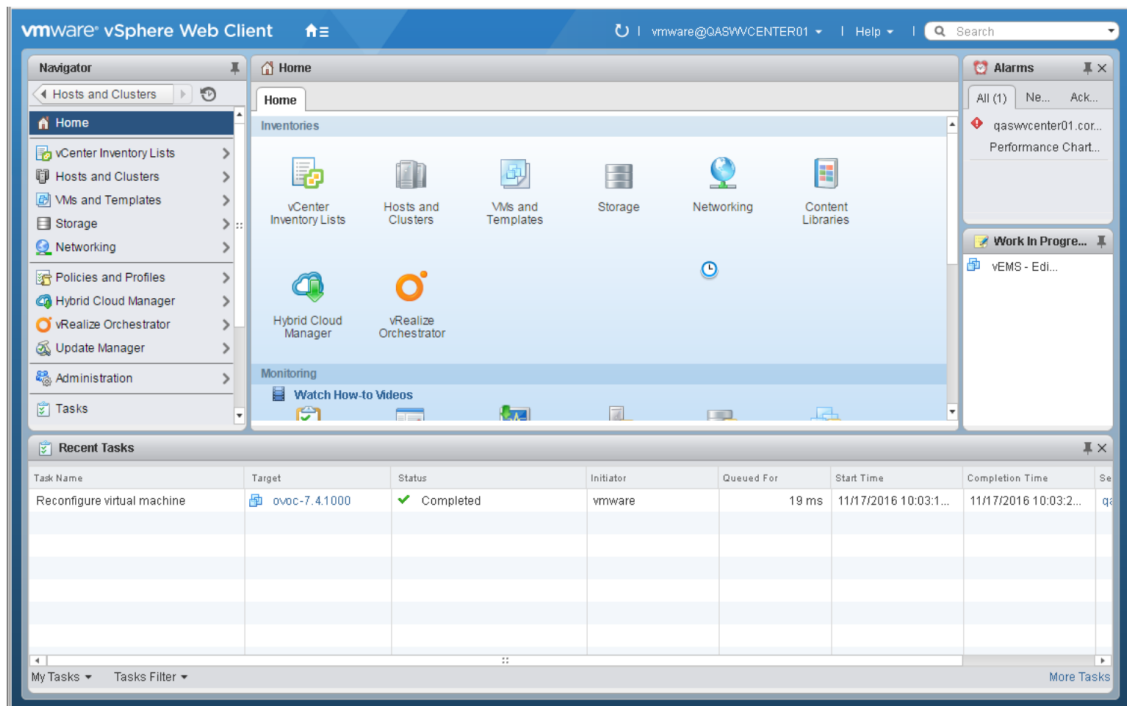 vmware® vSphere Web Client
vmware@QASWVCENTER01
Help
Search
Navigator
Hosts and Clusters
Home
vCenter Inventory Lists
Hosts and Clusters
VMs and Templates
Storage
Networking
Policies and Profiles
Hybrid Cloud Manager
vRealize Orchestrator
Update Manager
Administration
Tasks
Home
Home
Inventories
vCenter Inventory Lists
Hosts and Clusters
VMs and Templates
Storage
Networking
Content Libraries
Hybrid Cloud Manager
vRealize Orchestrator
Monitoring
Watch How-to Videos
Alarms
All (1) Ne... Ack...
qaswvcenter01.cor...
Performance Chart...
Work In Progre...
vEMS - Edi...
Recent Tasks
Task Name Target Status Initiator Queued For Start Time Completion Time Se
Reconfigure virtual machine ovoc-7.4.1000 Completed vmware 19 ms 11/17/2016 10:03:1... 11/17/2016 10:03:2... qa
My Tasks Tasks Filter More Tasks